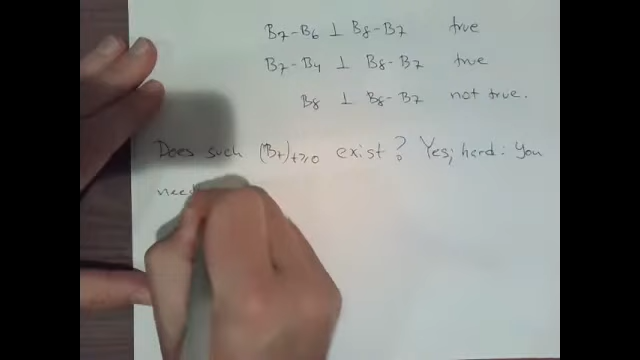 B₇-B₆ ⊥ B₈-B₇ true
B₇-B₄ ⊥ B₈-B₇ true
B₈ ⊥ B₈-B₇ not true.
Does such (Bₜ)ₜ≥₀ exist? Yes; hard: You
need